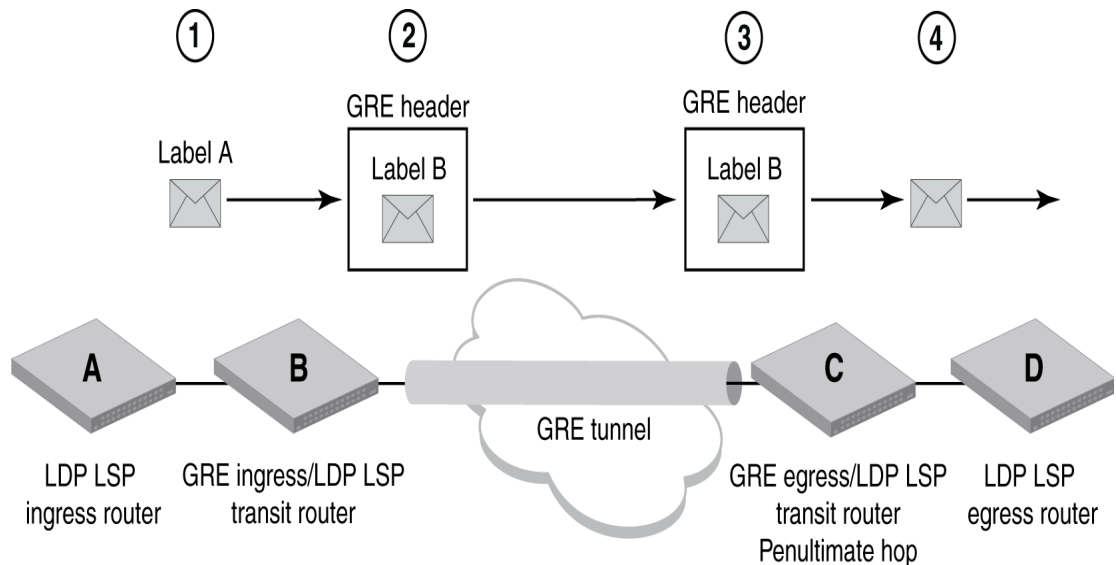 1
2
3
4
GRE header
GRE header
Label A
Label B
Label B
A
B
C
D
GRE tunnel
LDP LSP
ingress router
GRE ingress/LDP LSP
transit router
GRE egress/LDP LSP
transit router
Penultimate hop
LDP LSP
egress router